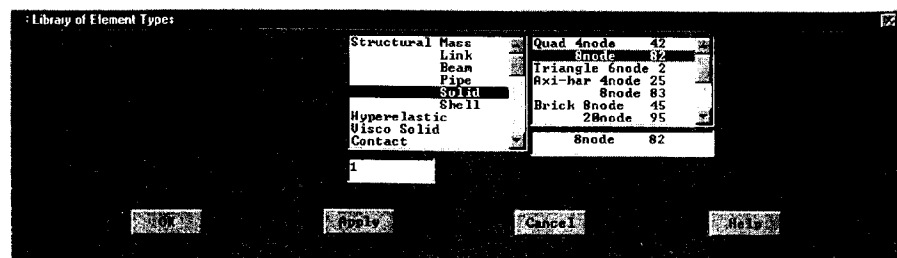 : Library of Element Types
Structural Mass
Link
Beam
Pipe
Solid
Shell
Hyperelastic
Visco Solid
Contact
Quad 4node 42
8node 82
Triangle 6node 2
Axi-har 4node 25
8node 83
Brick 8node 45
20node 95
8node 82
1
OK
Apply
Cancel
Help